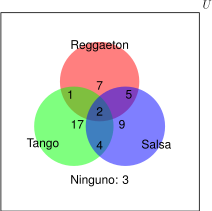 U
Reggaeton
7
1 5
2
17 9
Tango Salsa
4
Ninguno: 3